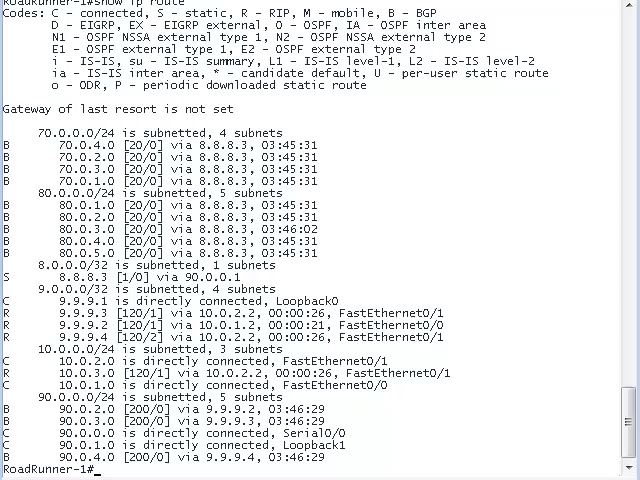 RoadRunner-1#show ip route
Codes: C - connected, S - static, R - RIP, M - mobile, B - BGP
D - EIGRP, EX - EIGRP external, O - OSPF, IA - OSPF inter area
N1 - OSPF NSSA external type 1, N2 - OSPF NSSA external type 2
E1 - OSPF external type 1, E2 - OSPF external type 2
i - IS-IS, su - IS-IS summary, L1 - IS-IS level-1, L2 - IS-IS level-2
ia - IS-IS inter area, * - candidate default, U - per-user static route
o - ODR, P - periodic downloaded static route
Gateway of last resort is not set
70.0.0.0/24 is subnetted, 4 subnets
B 70.0.4.0 [20/0] via 8.8.8.3, 03:45:31
B 70.0.2.0 [20/0] via 8.8.8.3, 03:45:31
B 70.0.3.0 [20/0] via 8.8.8.3, 03:45:31
B 70.0.1.0 [20/0] via 8.8.8.3, 03:45:31
80.0.0.0/24 is subnetted, 5 subnets
B 80.0.1.0 [20/0] via 8.8.8.3, 03:45:31
B 80.0.2.0 [20/0] via 8.8.8.3, 03:45:31
B 80.0.3.0 [20/0] via 8.8.8.3, 03:46:02
B 80.0.4.0 [20/0] via 8.8.8.3, 03:45:31
B 80.0.5.0 [20/0] via 8.8.8.3, 03:45:31
8.0.0.0/32 is subnetted, 1 subnets
S 8.8.8.3 [1/0] via 90.0.0.1
9.0.0.0/32 is subnetted, 4 subnets
C 9.9.9.1 is directly connected, Loopback0
R 9.9.9.3 [120/1] via 10.0.2.2, 00:00:26, FastEthernet0/1
R 9.9.9.2 [120/1] via 10.0.1.2, 00:00:21, FastEthernet0/0
R 9.9.9.4 [120/2] via 10.0.2.2, 00:00:26, FastEthernet0/1
10.0.0.0/24 is subnetted, 3 subnets
C 10.0.2.0 is directly connected, FastEthernet0/1
R 10.0.3.0 [120/1] via 10.0.2.2, 00:00:26, FastEthernet0/1
C 10.0.1.0 is directly connected, FastEthernet0/0
90.0.0.0/24 is subnetted, 5 subnets
B 90.0.2.0 [200/0] via 9.9.9.2, 03:46:29
B 90.0.3.0 [200/0] via 9.9.9.3, 03:46:29
C 90.0.0.0 is directly connected, Serial0/0
C 90.0.1.0 is directly connected, Loopback1
B 90.0.4.0 [200/0] via 9.9.9.4, 03:46:29
RoadRunner-1#_